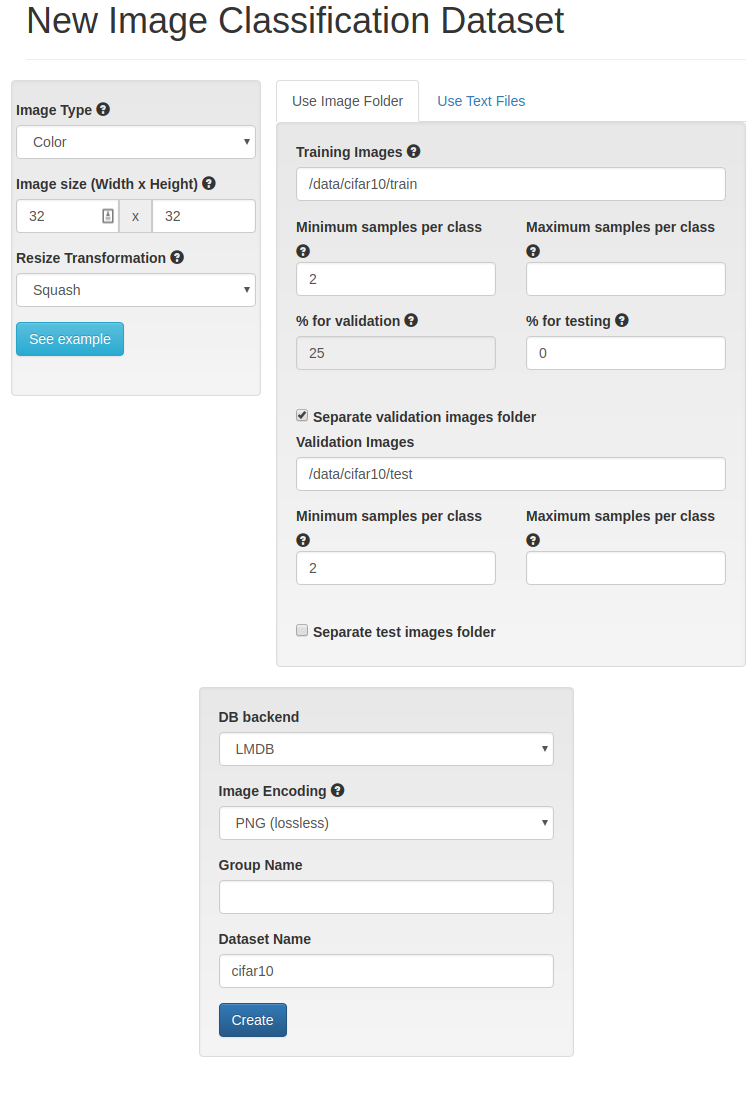 New Image Classification Dataset
Image Type
Color
Image size (Width x Height)
32 x 32
Resize Transformation
Squash
See example
Use Image Folder Use Text Files
Training Images
/data/cifar10/train
Minimum samples per class Maximum samples per class
2
% for validation % for testing
25 0
Separate validation images folder
Validation Images
/data/cifar10/test
Minimum samples per class Maximum samples per class
2
Separate test images folder
DB backend
LMDB
Image Encoding
PNG (lossless)
Group Name
Dataset Name
cifar10
Create